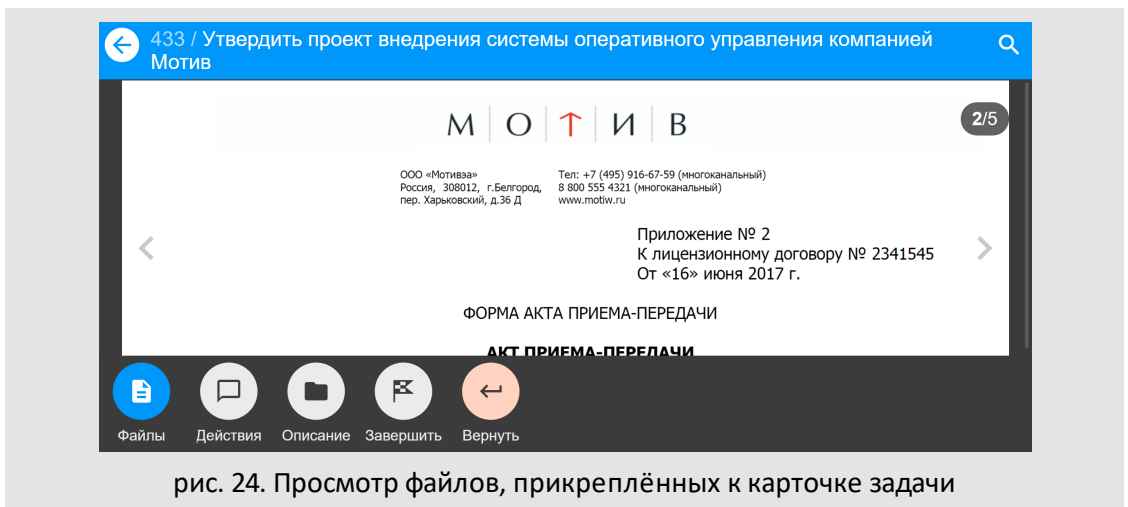 433 / Утвердить проект внедрения системы оперативного управления компанией
Мотив
М О Т И В
2/5
ООО «Мотивэа»
Россия, 308012, г.Белгород,
пер. Харьковский, д.36 Д
Тел: +7 (495) 916-67-59 (многоканальный)
8 800 555 4321 (многоканальный)
www.motiw.ru
Приложение № 2
К лицензионному договору № 2341545
От «16» июня 2017 г.
ФОРМА АКТА ПРИЕМА-ПЕРЕДАЧИ
АКТ ПРИЕМА-ПЕРЕДАЧИ
Файлы Действия Описание Завершить Вернуть
рис. 24. Просмотр файлов, прикреплённых к карточке задачи